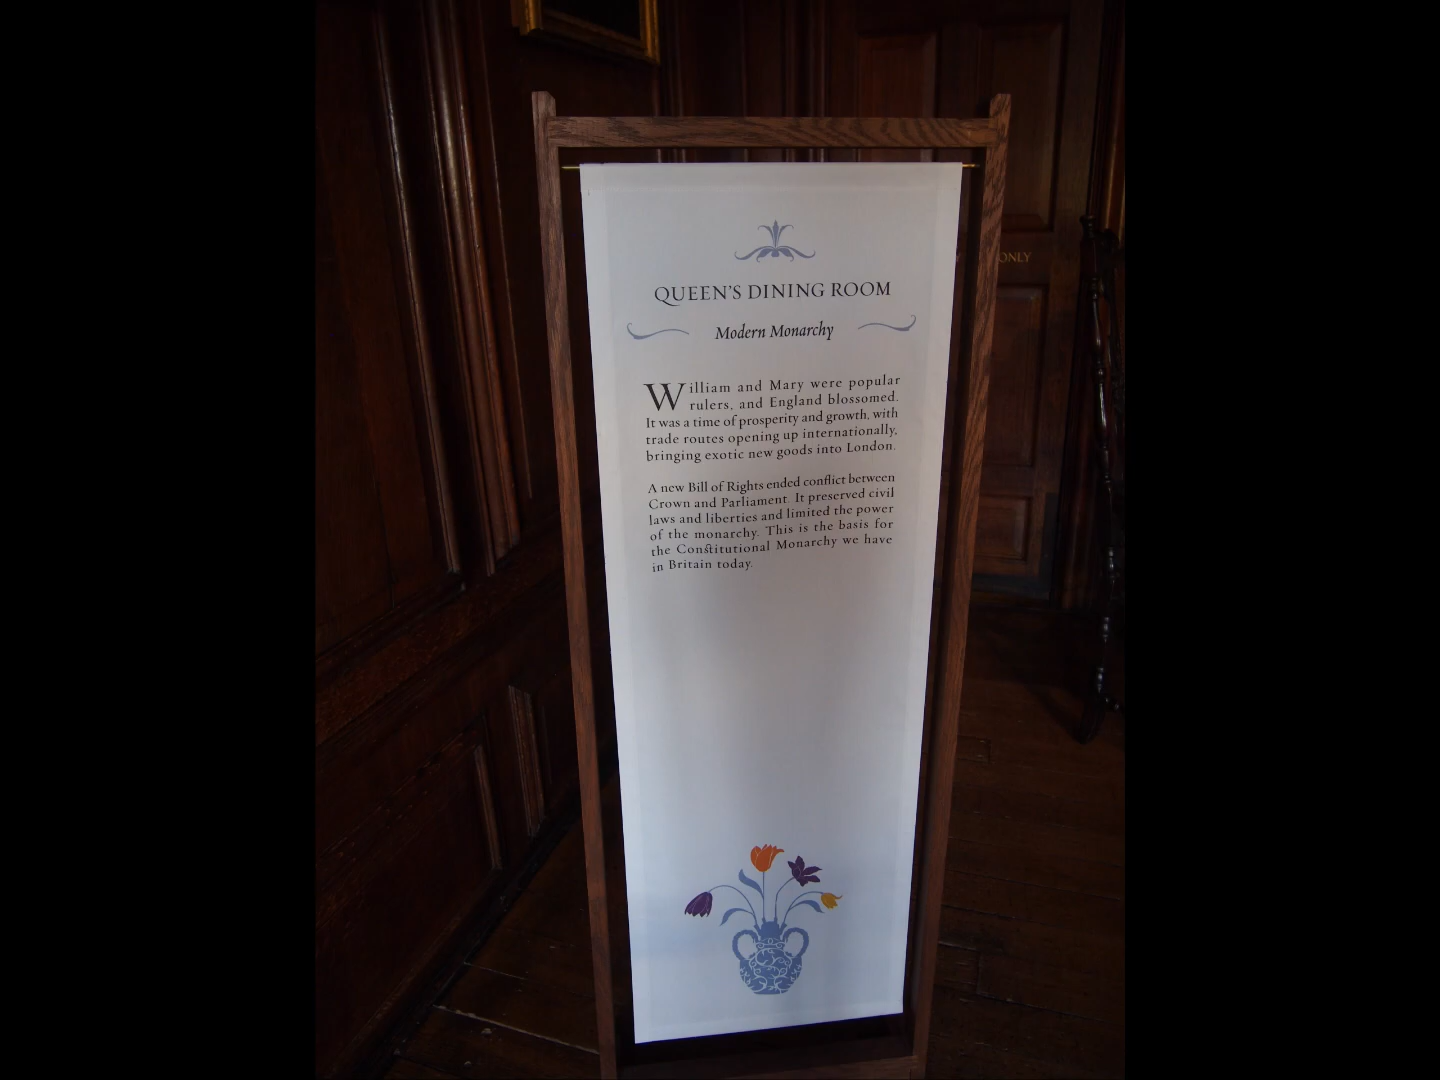 QUEEN'S DINING ROOM
Modern Monarchy
William and Mary were popular
rulers, and England blossomed.
It was a time of prosperity and growth, with
trade routes opening up internationally,
bringing exotic new goods into London.
A new Bill of Rights ended conflict between
Crown and Parliament. It preserved civil
laws and liberties and limited the power
of the monarchy. This is the basis for
the Constitutional Monarchy we have
in Britain today.
ONLY